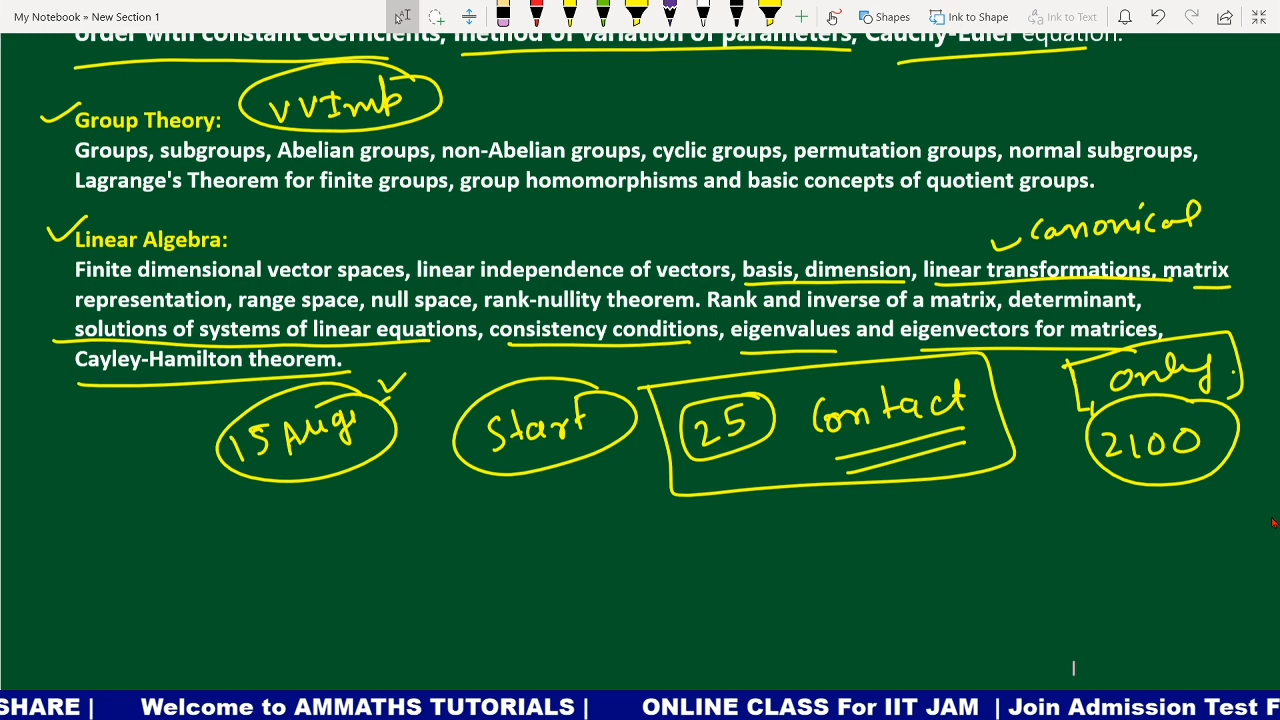 My Notebook » New Section 1
Shapes Ink to Shape Ink to Text
order with constant coefficients, method of variation of parameters, Cauchy-Euler equation.
VVImp
Group Theory:
Groups, subgroups, Abelian groups, non-Abelian groups, cyclic groups, permutation groups, normal subgroups,
Lagrange's Theorem for finite groups, group homomorphisms and basic concepts of quotient groups.
canonical
Linear Algebra:
Finite dimensional vector spaces, linear independence of vectors, basis, dimension, linear transformations, matrix
representation, range space, null space, rank-nullity theorem. Rank and inverse of a matrix, determinant,
solutions of systems of linear equations, consistency conditions, eigenvalues and eigenvectors for matrices,
Cayley-Hamilton theorem.
only
15 Augs Start 25 contact 2100
SHARE | Welcome to AMMATHS TUTORIALS | ONLINE CLASS For IIT JAM | Join Admission Test F